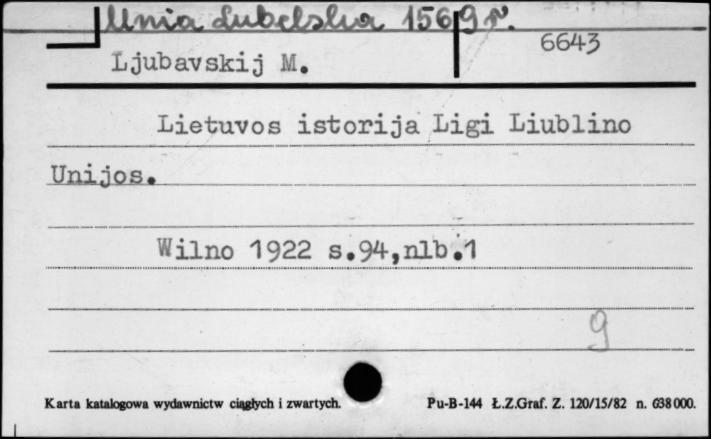 Unia Lubelska 1569 r.
6643
Ljubavskij M.
Lietuvos istorija Ligi Liublino
Unijos.
Wilno 1922 s.94,nlb.1
9
Karta katalogowa wydawnictw ciągłych i zwartych. Pu-B-144 Ł.Z.Graf. Z. 120/15/82 n. 638000.